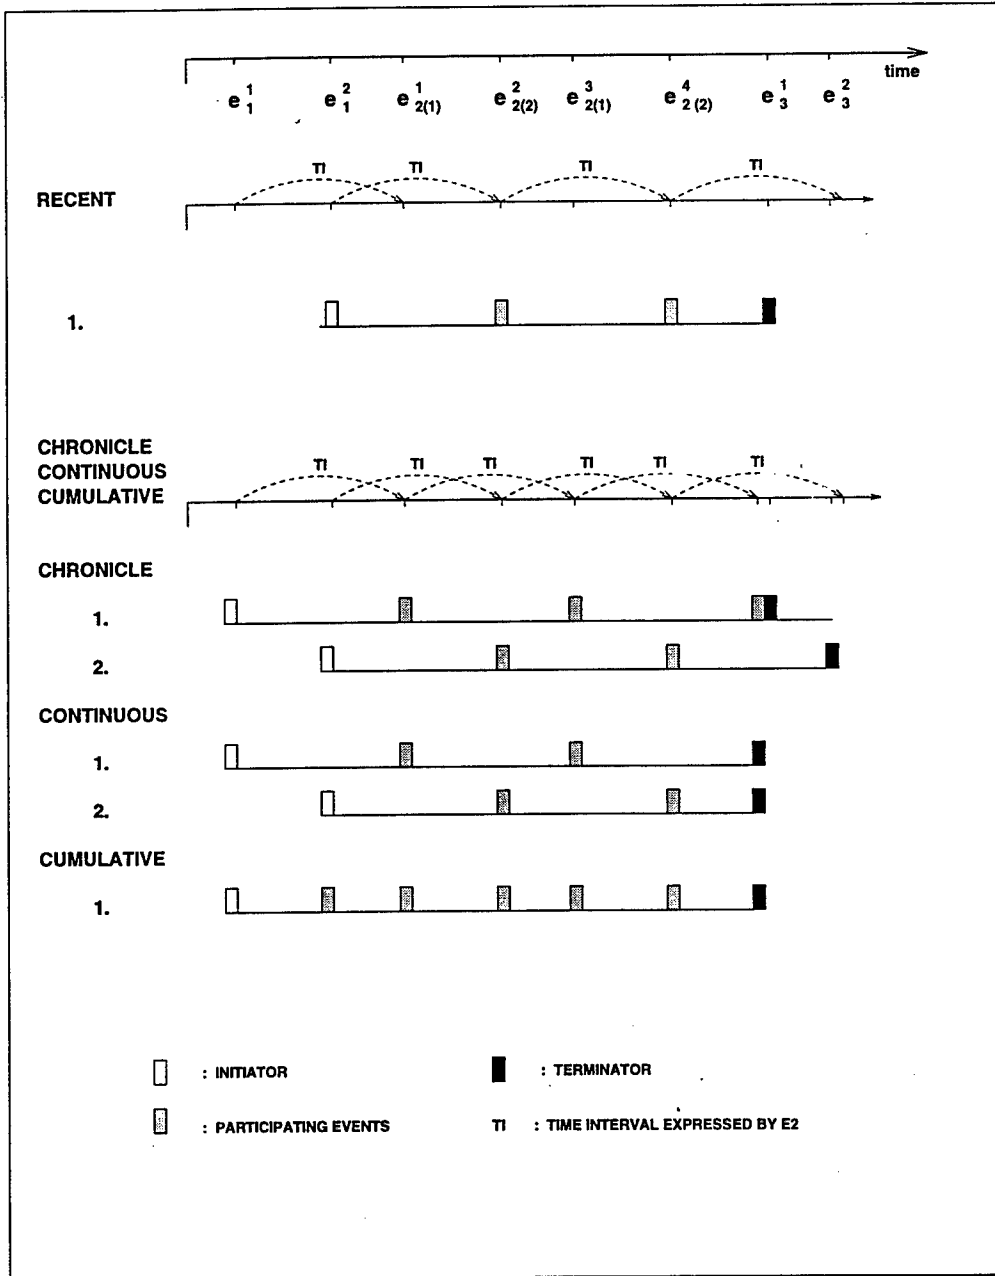 time
e 1 1 e 2 1 e 1 2(1) e 2 2(2) e 3 2(1) e 4 2(2) e 1 3 e 2 3
TI TI TI TI
RECENT
1.
CHRONICLE
CONTINUOUS
CUMULATIVE
TI TI TI TI TI TI
CHRONICLE
1.
2.
CONTINUOUS
1.
2.
CUMULATIVE
1.
: INITIATOR
: TERMINATOR
: PARTICIPATING EVENTS
TI : TIME INTERVAL EXPRESSED BY E2